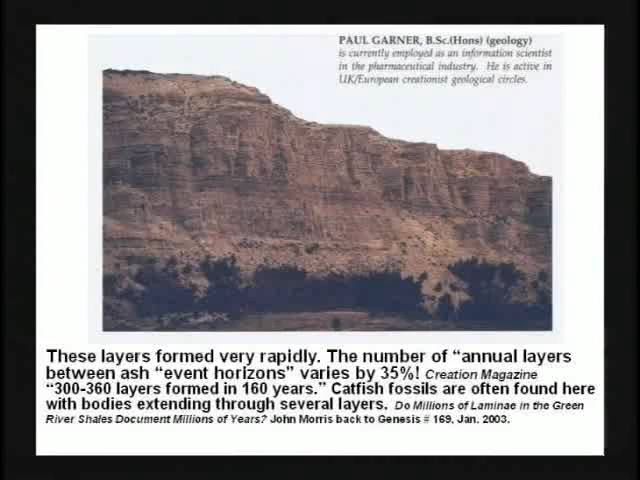 PAUL GARNER, B.Sc.(Hons) (geology)
is currently employed as an information scientist
in the pharmaceutical industry. He is active in
UK/European creationist geological circles.
These layers formed very rapidly. The number of “annual layers
between ash “event horizons” varies by 35%! Creation Magazine
“300-360 layers formed in 160 years.” Catfish fossils are often found here
with bodies extending through several layers. Do Millions of Laminae in the Green
River Shales Document Millions of Years? John Morris back to Genesis # 169, Jan, 2003.